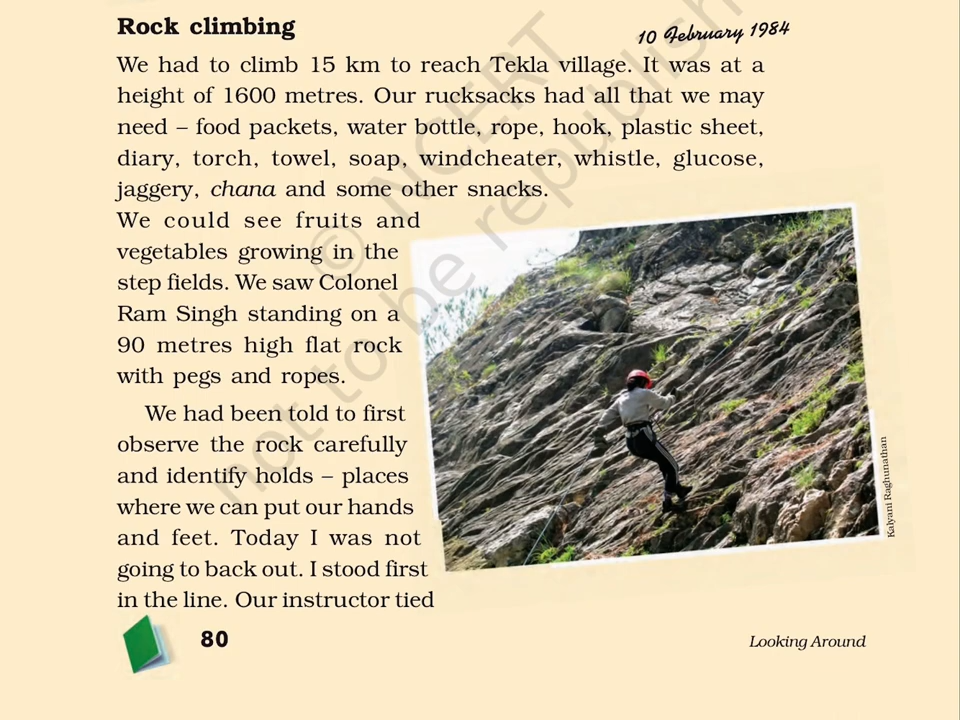 Rock climbing
10 February 1984
We had to climb 15 km to reach Tekla village. It was at a
height of 1600 metres. Our rucksacks had all that we may
need – food packets, water bottle, rope, hook, plastic sheet,
diary, torch, towel, soap, windcheater, whistle, glucose,
jaggery, chana and some other snacks.
We could see fruits and
vegetables growing in the
step fields. We saw Colonel
Ram Singh standing on a
90 metres high flat rock
with pegs and ropes.
We had been told to first
observe the rock carefully
and identify holds – places
where we can put our hands
and feet. Today I was not
going to back out. I stood first
in the line. Our instructor tied
Kalyani Raghunathan
80
Looking Around
© NCERT
not to be republish